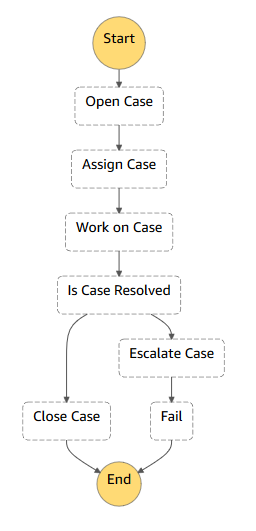 Start
Open Case
Assign Case
Work on Case
Is Case Resolved
Escalate Case
Close Case
Fail
End